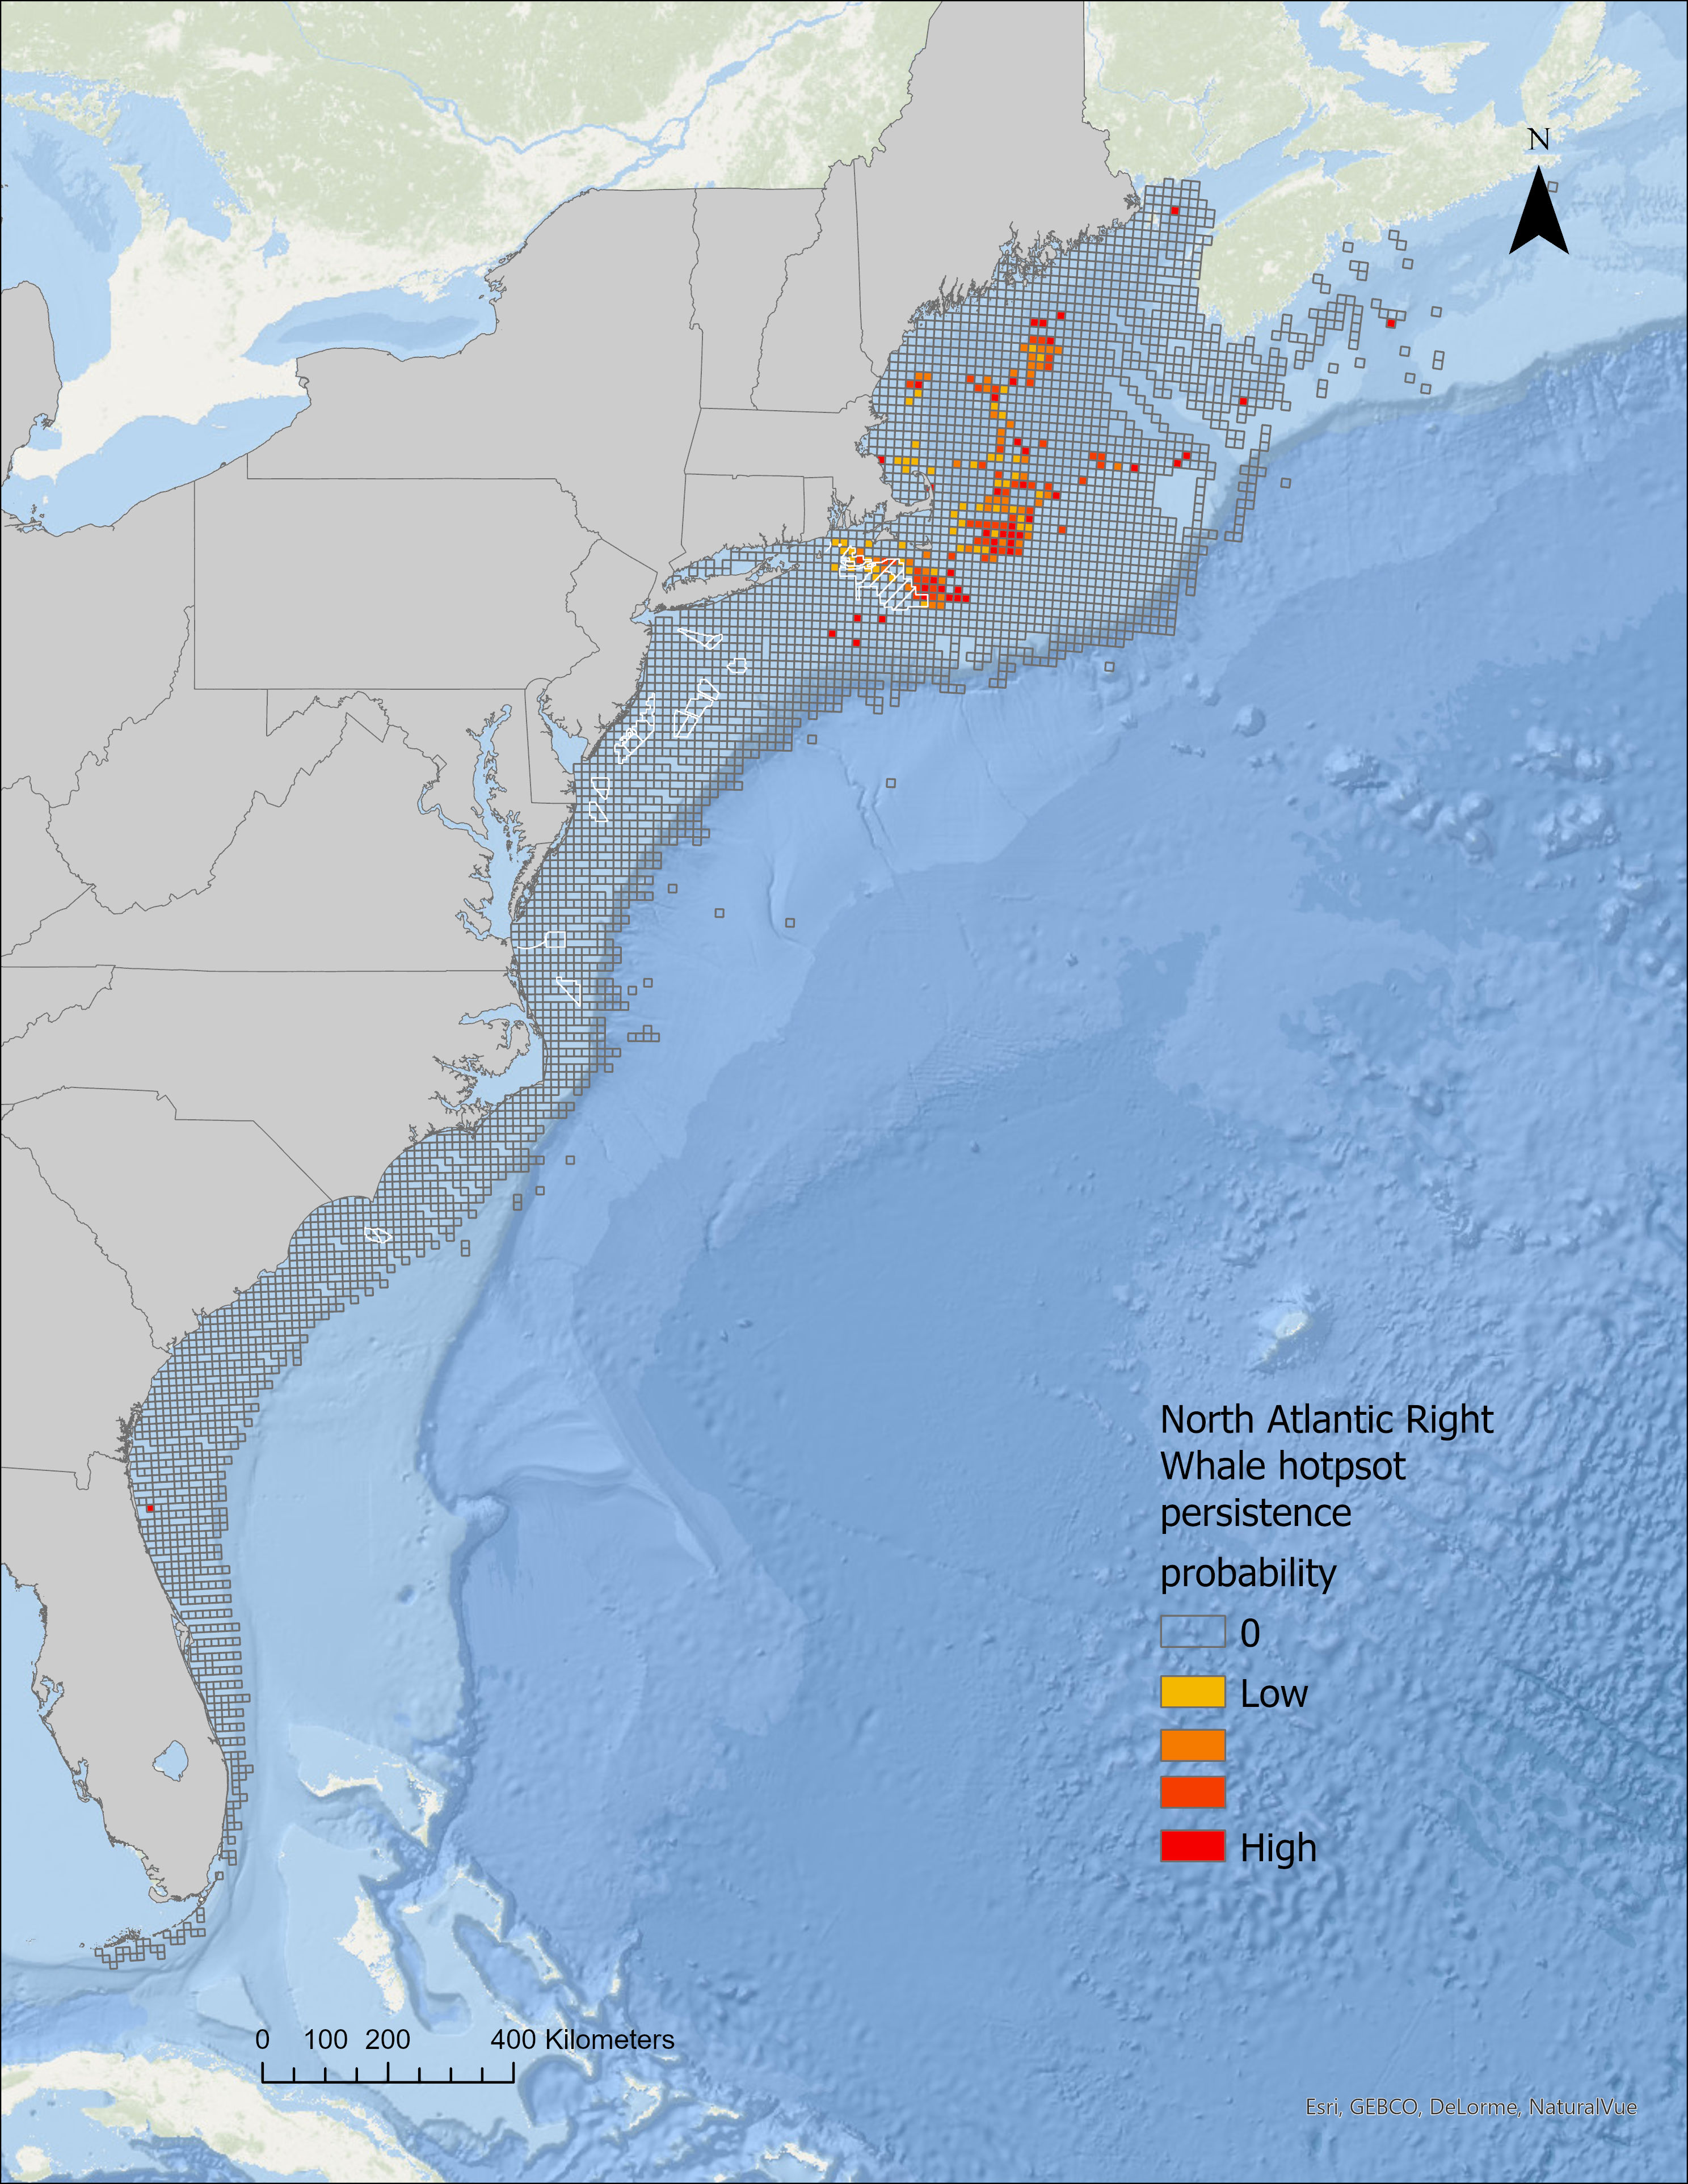 N
North Atlantic Right
Whale hotpsot
persistence
probability
0
Low
High
0 100 200 400 Kilometers
Esri, GEBCO, DeLorme, NaturalVue